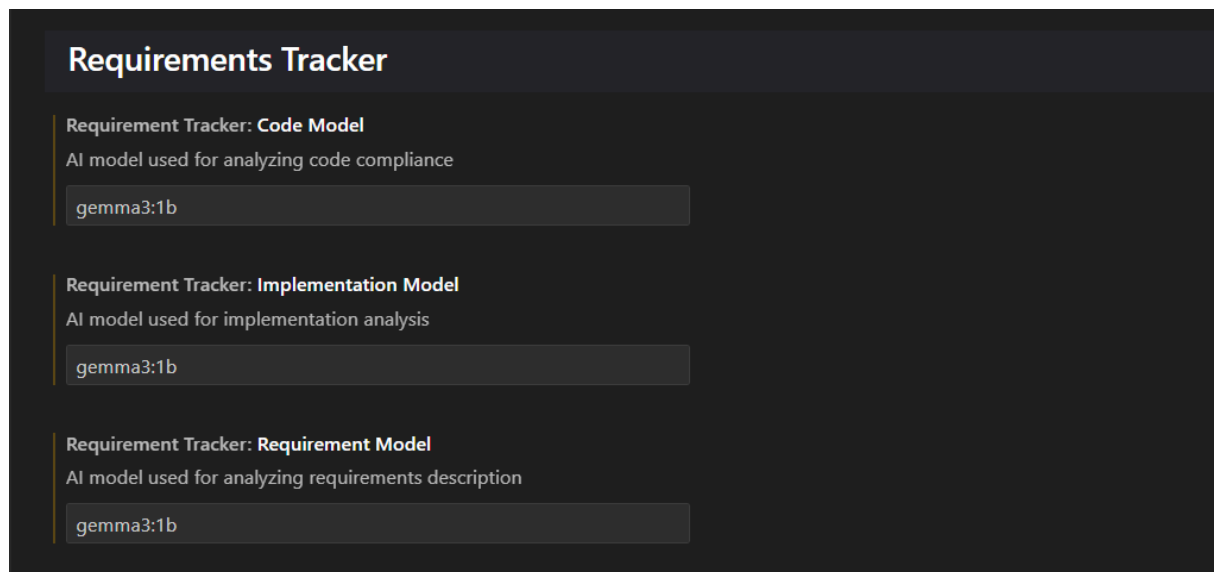 Requirements Tracker
Requirement Tracker: Code Model
AI model used for analyzing code compliance
gemma3:1b
Requirement Tracker: Implementation Model
AI model used for implementation analysis
gemma3:1b
Requirement Tracker: Requirement Model
AI model used for analyzing requirements description
gemma3:1b